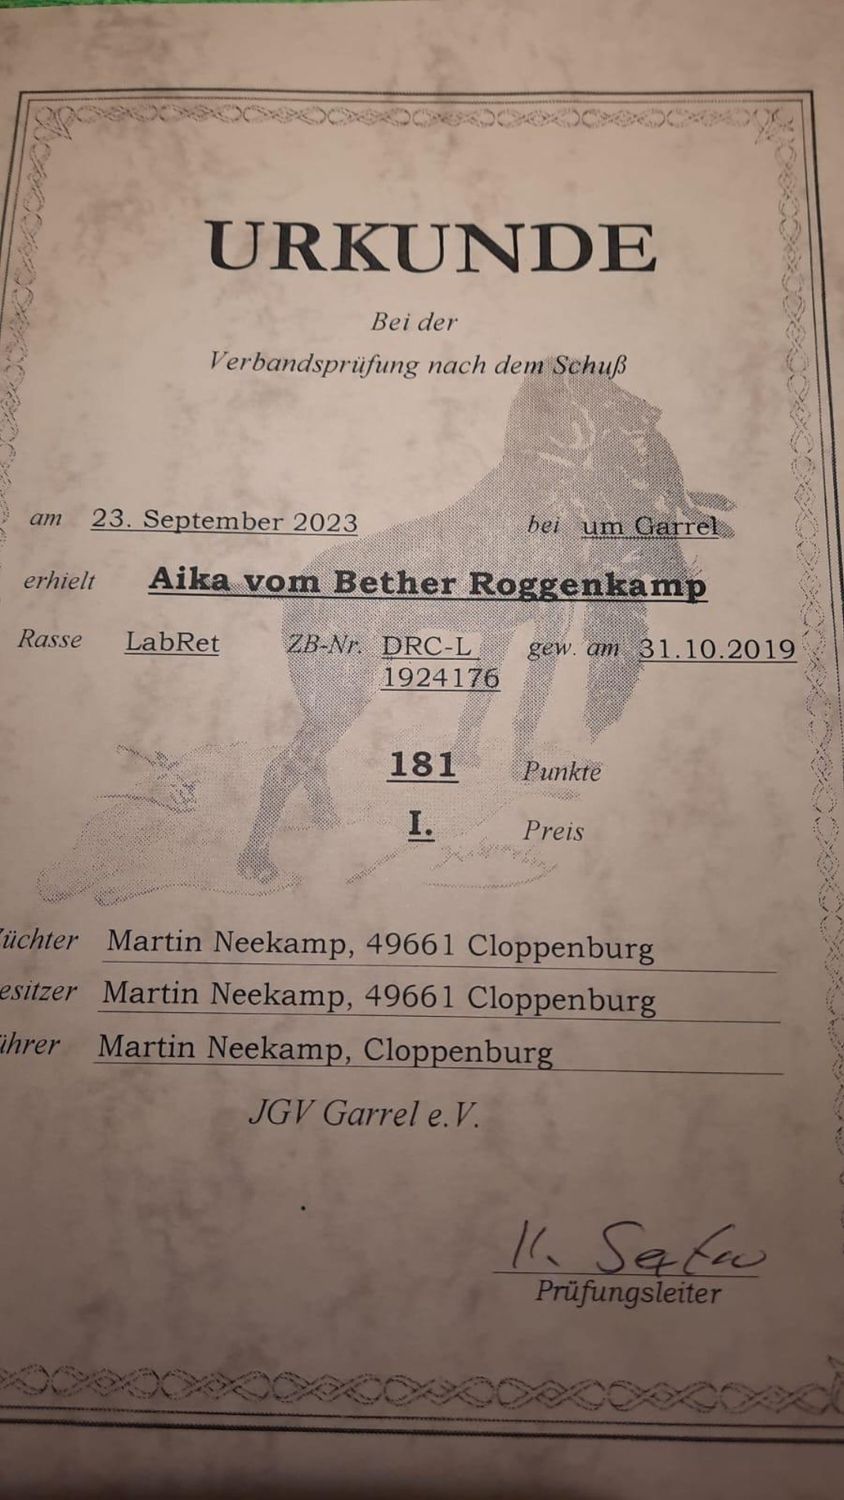 URKUNDE
Bei der
Verbandsprüfung nach dem Schuß
am 23. September 2023 bei um Garrel
erhielt Aika vom Bether Roggenkamp
Rasse LabRet ZB-Nr. DRC-L gew. am 31.10.2019
1924176
181 Punkte
I. Preis
üchter Martin Neekamp, 49661 Cloppenburg
esitzer Martin Neekamp, 49661 Cloppenburg
ührer Martin Neekamp, Cloppenburg
JGV Garrel e.V.
Prüfungsleiter